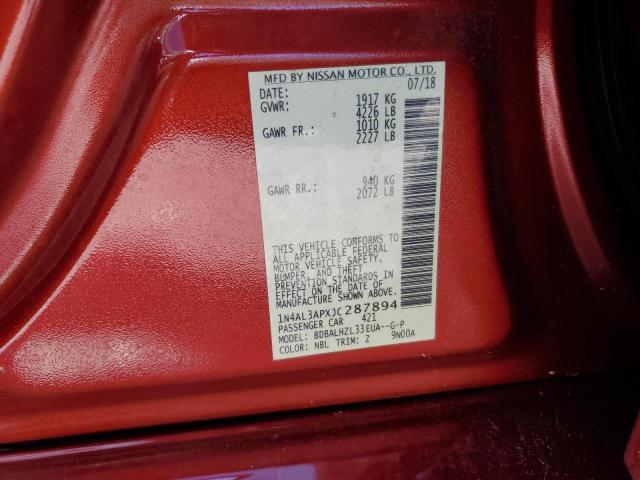 MFD BY NISSAN MOTOR CO., LTD.
DATE: 07/18
GVWR: 1917 KG
4226 LB
GAWR FR.: 1010 KG
2227 LB
GAWR RR.: 940 KG
2072 LB
THIS VEHICLE CONFORMS TO
ALL APPLICABLE FEDERAL
MOTOR VEHICLE SAFETY,
BUMPER, AND THEFT
PREVENTION STANDARDS IN
EFFECT ON THE DATE OF
MANUFACTURE SHOWN ABOVE.
1N4AL3APXJC287894
PASSENGER CAR 421
MODEL: BDBALHZL33EUA--G-P
COLOR: NBL TRIM: Z 9N00A